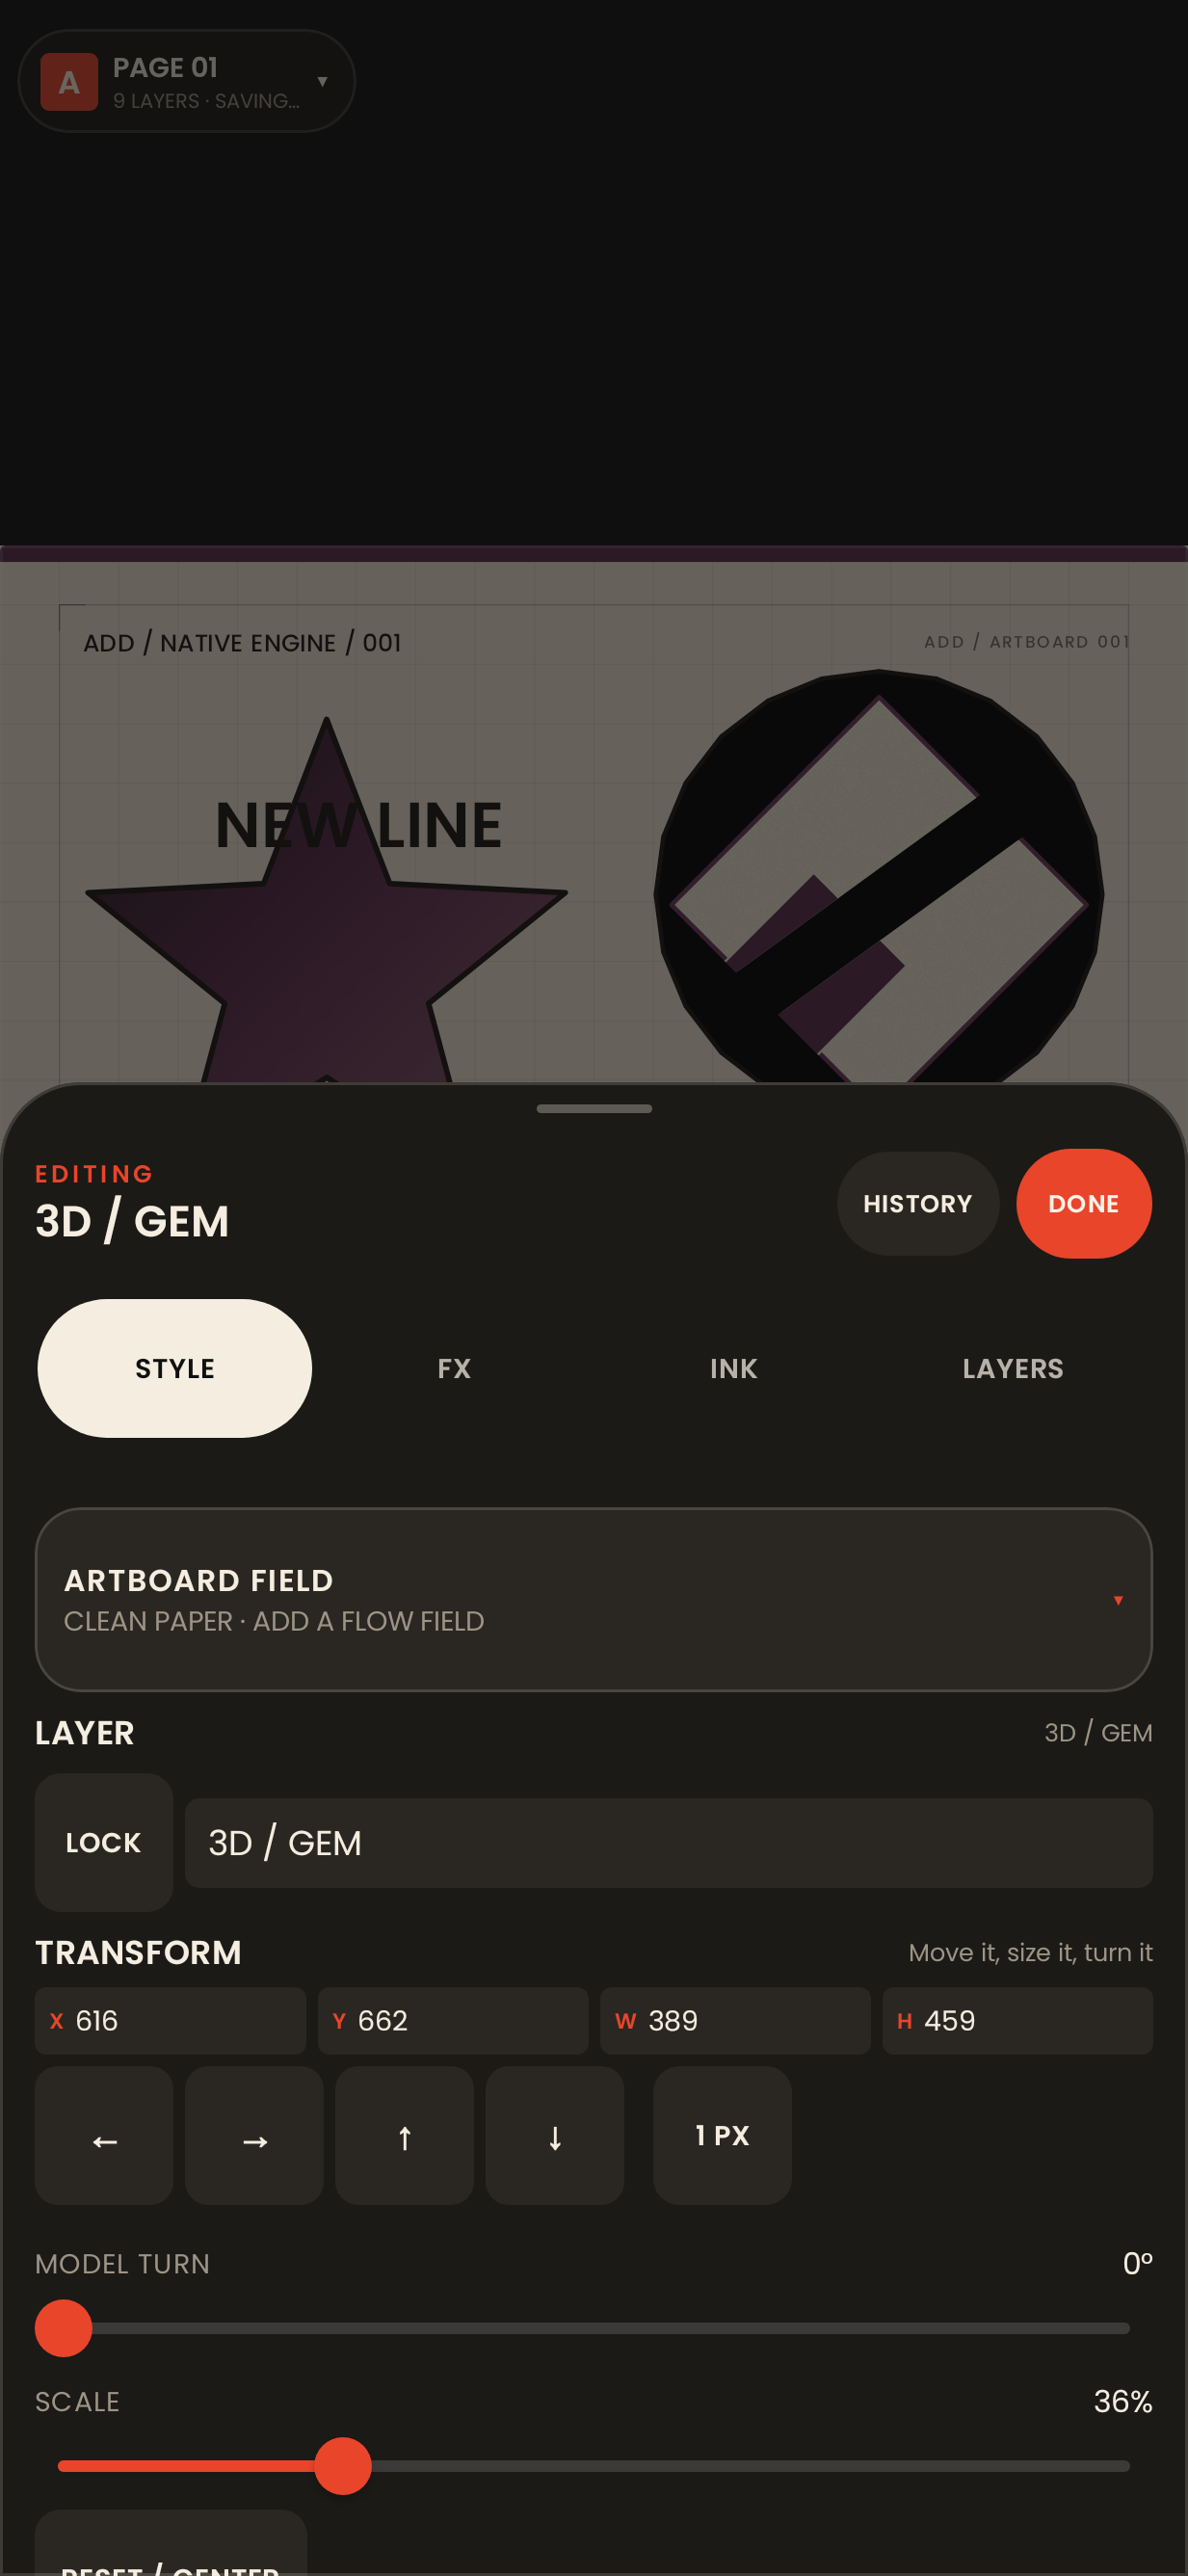 A
PAGE 01
9 LAYERS · SAVING...
▼
ADD / NATIVE ENGINE / 001
ADD / ARTBOARD 001
NEW LINE
EDITING
3D / GEM
HISTORY
DONE
STYLE
FX
INK
LAYERS
ARTBOARD FIELD
CLEAN PAPER · ADD A FLOW FIELD
▼
LAYER
3D / GEM
LOCK
3D / GEM
TRANSFORM
Move it, size it, turn it
X 616
Y 662
W 389
H 459
← → ↑ ↓ 1 PX
MODEL TURN
0°
SCALE
36%
RESET / CENTER